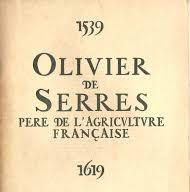 1539
OLIVIER
DE
SERRES
PERE DE L'AGRICVLTVRE
FRANÇAISE
1619